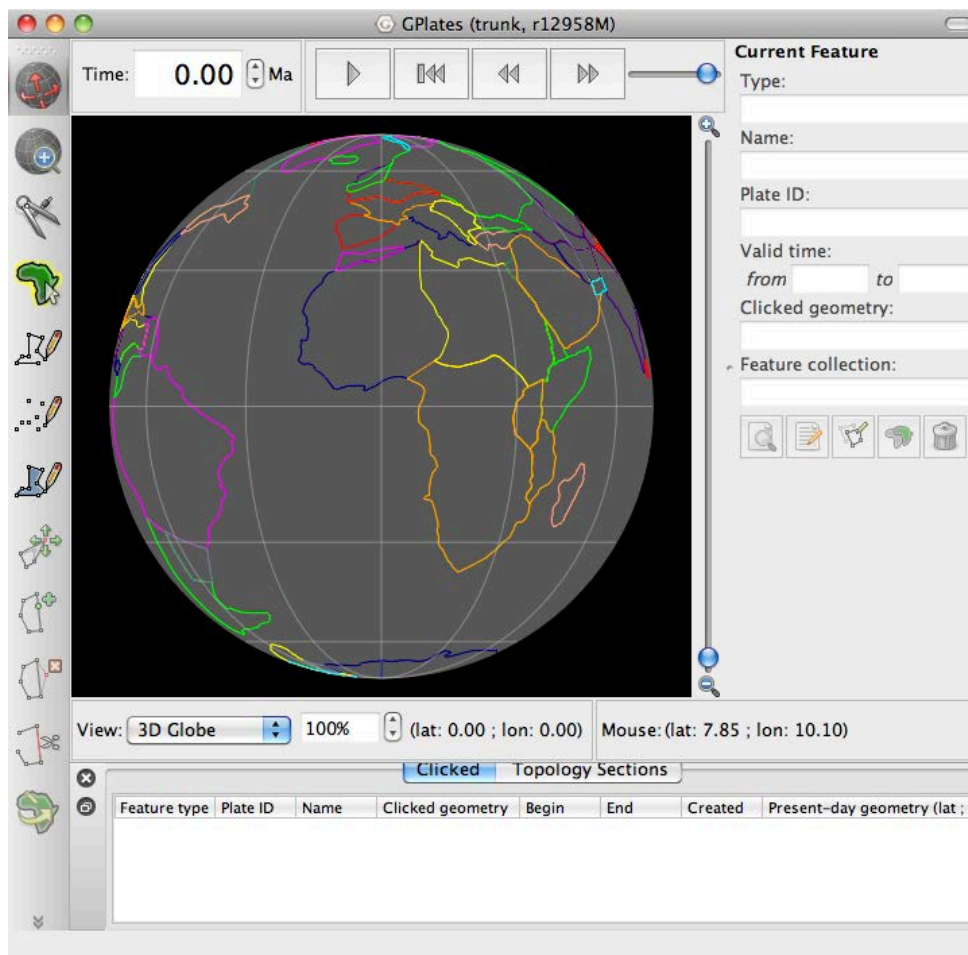 GPlates (trunk, r12958M)
Time: 0.00 Ma
Current Feature
Type:
Name:
Plate ID:
Valid time:
from to
Clicked geometry:
Feature collection:
View: 3D Globe 100% (lat: 0.00 ; lon: 0.00) Mouse: (lat: 7.85 ; lon: 10.10)
Clicked Topology Sections
Feature type Plate ID Name Clicked geometry Begin End Created Present-day geometry (lat ;